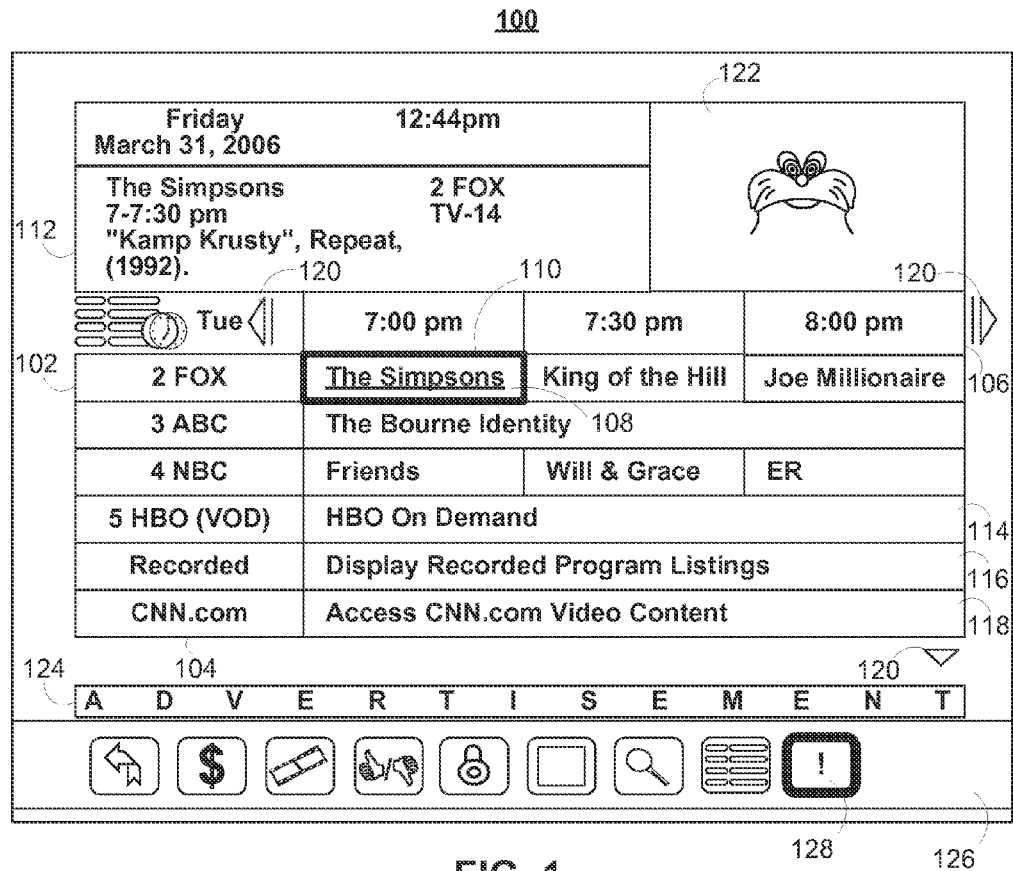 100
122
Friday 12:44pm
March 31, 2006
The Simpsons 2 FOX
7-7:30 pm TV-14
"Kamp Krusty", Repeat,
(1992).
112
120
110
120
Tue 7:00 pm 7:30 pm 8:00 pm
102
2 FOX The Simpsons King of the Hill Joe Millionaire
106
3 ABC The Bourne Identity 108
4 NBC Friends Will & Grace ER
5 HBO (VOD) HBO On Demand
114
Recorded Display Recorded Program Listings
116
CNN.com Access CNN.com Video Content
118
124
104
120
A D V E R T I S E M E N T
$ / !
128
126
FIG. 1